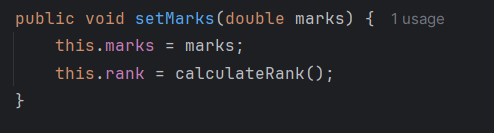 public void setMarks(double marks) { 1 usage
    this.marks = marks;
    this.rank = calculateRank();
}